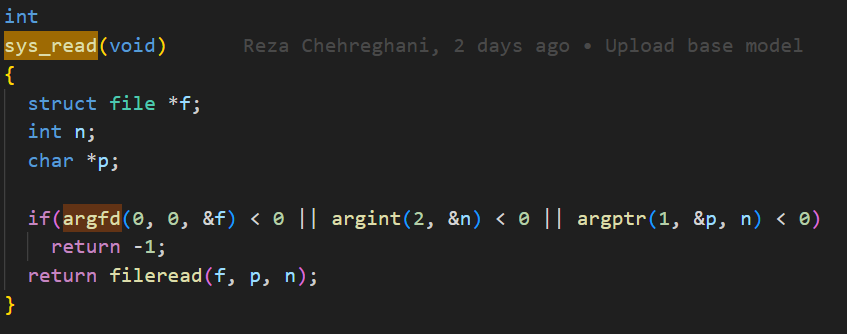 int
sys_read(void) Reza Chehreghani, 2 days ago • Upload base model
{
struct file *f;
int n;
char *p;
if(argfd(0, 0, &f) < 0 || argint(2, &n) < 0 || argptr(1, &p, n) < 0)
return -1;
return fileread(f, p, n);
}